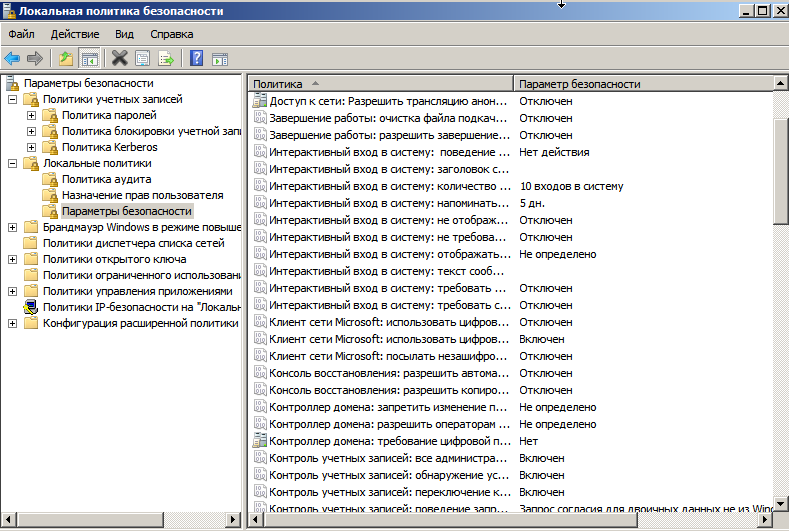 Локальная политика безопасности
Файл Действие Вид Справка
Параметры безопасности
Политики учетных записей
Политика паролей
Политика блокировки учетной запи
Политика Kerberos
Локальные политики
Политика аудита
Назначение прав пользователя
Параметры безопасности
Брандмауэр Windows в режиме повыше
Политики диспетчера списка сетей
Политики открытого ключа
Политики ограниченного использовани
Политики управления приложениями
Политики IP-безопасности на "Локальн
Конфигурация расширенной политики
Политика Параметр безопасности
Доступ к сети: Разрешить трансляцию анон... Отключен
Завершение работы: очистка файла подкач... Отключен
Завершение работы: разрешить завершение... Отключен
Интерактивный вход в систему: поведение ... Нет действия
Интерактивный вход в систему: заголовок с...
Интерактивный вход в систему: количество ... 10 входов в систему
Интерактивный вход в систему: напоминать... 5 дн.
Интерактивный вход в систему: не отображ... Отключен
Интерактивный вход в систему: не требова... Отключен
Интерактивный вход в систему: отображать... Не определено
Интерактивный вход в систему: текст сооб...
Интерактивный вход в систему: требовать ... Отключен
Интерактивный вход в систему: требовать с... Отключен
Клиент сети Microsoft: использовать цифров... Отключен
Клиент сети Microsoft: использовать цифров... Включен
Клиент сети Microsoft: посылать незашифро... Отключен
Консоль восстановления: разрешить автома... Отключен
Консоль восстановления: разрешить копиро... Отключен
Контроллер домена: запретить изменение п... Не определено
Контроллер домена: разрешить операторам ... Не определено
Контроллер домена: требование цифровой п... Нет
Контроль учетных записей: все администра... Включен
Контроль учетных записей: обнаружение ус... Включен
Контроль учетных записей: переключение к... Включен
Контроль учетных записей: поведение запр... Запрос согласия для двоичных данных не из Wind